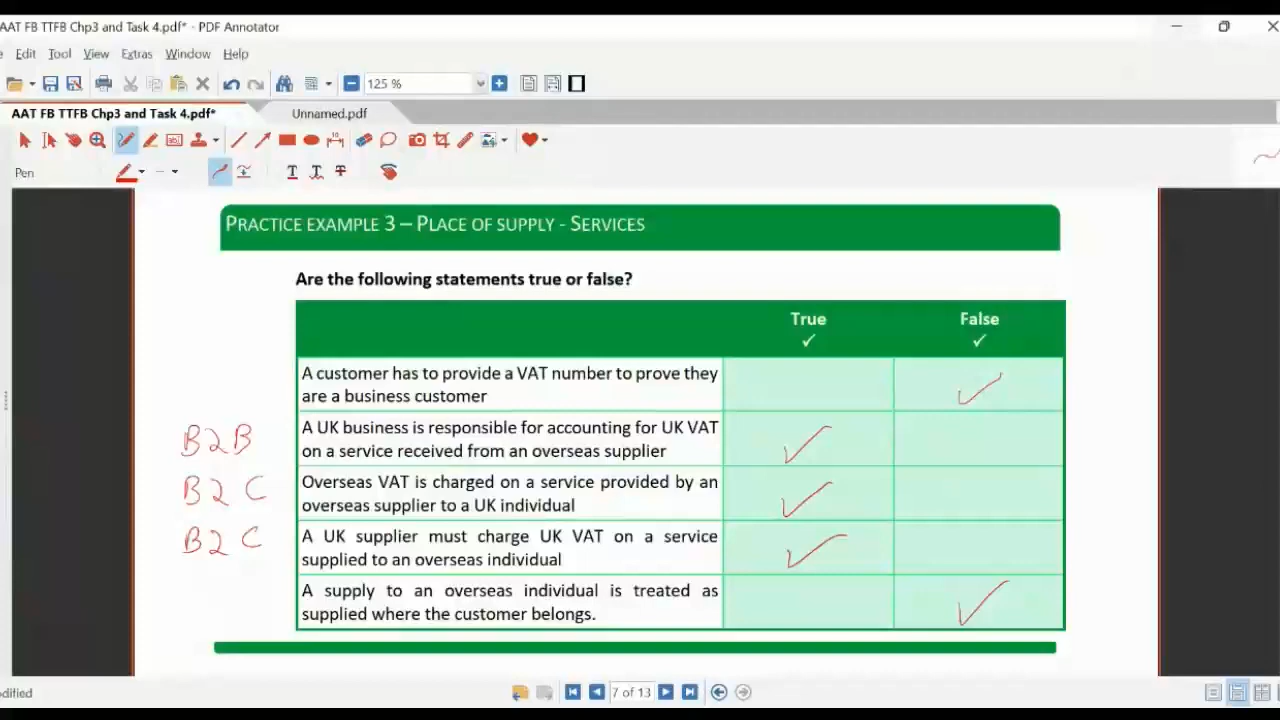 AAT FB TTFB Chp3 and Task 4.pdf* - PDF Annotator
e Edit Tool View Extras Window Help
125 %
AAT FB TTFB Chp3 and Task 4.pdf* Unnamed.pdf
Pen
PRACTICE EXAMPLE 3 – PLACE OF SUPPLY - SERVICES
Are the following statements true or false?
True False
✓ ✓
A customer has to provide a VAT number to prove they
are a business customer
B2B
A UK business is responsible for accounting for UK VAT
on a service received from an overseas supplier
B2C
Overseas VAT is charged on a service provided by an
overseas supplier to a UK individual
B2C
A UK supplier must charge UK VAT on a service
supplied to an overseas individual
A supply to an overseas individual is treated as
supplied where the customer belongs.
odified
7 of 13